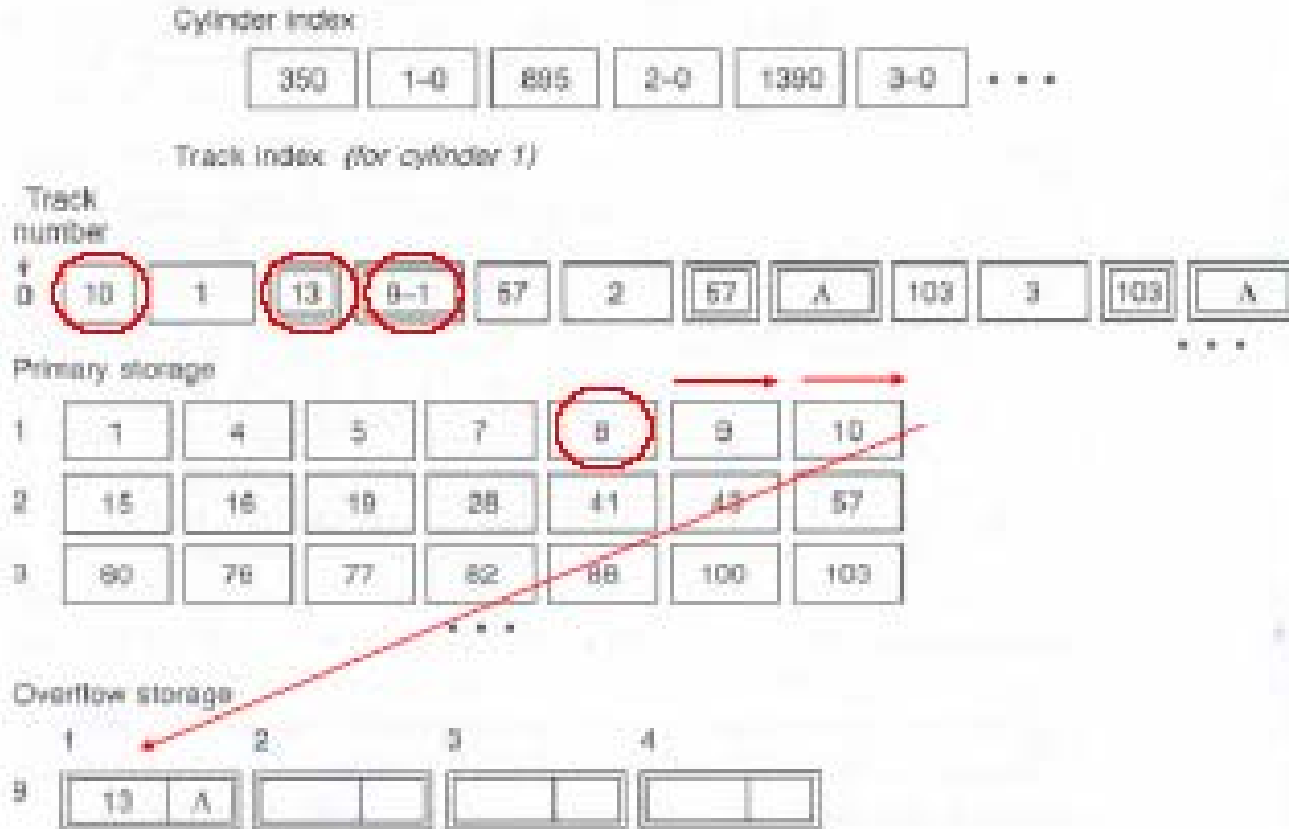 Cylinder index
350 1-0 895 2-0 1390 3-0 • • •
Track index (for cylinder 1)
Track
number
0 10 1 13 9-1 57 2 57 Λ 103 3 103 Λ
• • •
Primary storage
1 1 4 5 7 8 9 10
2 15 16 19 28 41 43 57
3 60 76 77 82 88 100 103
• • •
Overflow storage
1 2 3 4
9 13 Λ